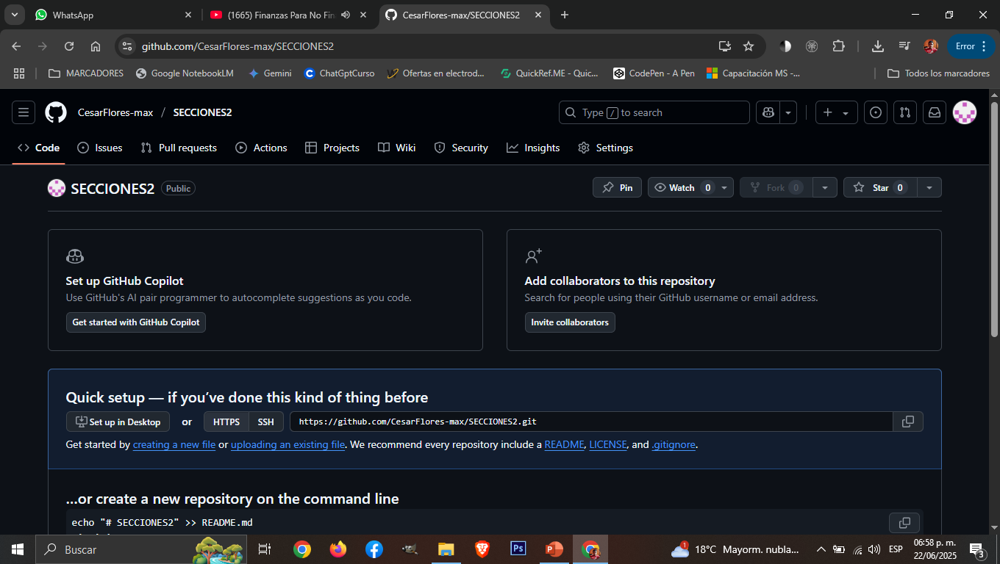 WhatsApp
(1665) Finanzas Para No Fin
CesarFlores-max/SECCIONES2
github.com/CesarFlores-max/SECCIONES2
Error
MARCADORES
Google NotebookLM
Gemini
ChatGptCurso
Ofertas en electrod...
QuickRef.ME - Quic...
CodePen - A Pen
Capacitación MS -...
Todos los marcadores
CesarFlores-max / SECCIONES2
Type / to search
Code
Issues
Pull requests
Actions
Projects
Wiki
Security
Insights
Settings
SECCIONES2 Public
Pin
Watch 0
Fork 0
Star 0
Set up GitHub Copilot
Use GitHub's AI pair programmer to autocomplete suggestions as you code.
Get started with GitHub Copilot
Add collaborators to this repository
Search for people using their GitHub username or email address.
Invite collaborators
Quick setup — if you've done this kind of thing before
Set up in Desktop or HTTPS SSH https://github.com/CesarFlores-max/SECCIONES2.git
Get started by creating a new file or uploading an existing file. We recommend every repository include a README, LICENSE, and .gitignore.
…or create a new repository on the command line
echo "# SECCIONES2" >> README.md
Buscar
Ps
18°C Mayorm. nubla...
ESP
06:58 p. m.
22/06/2025
3